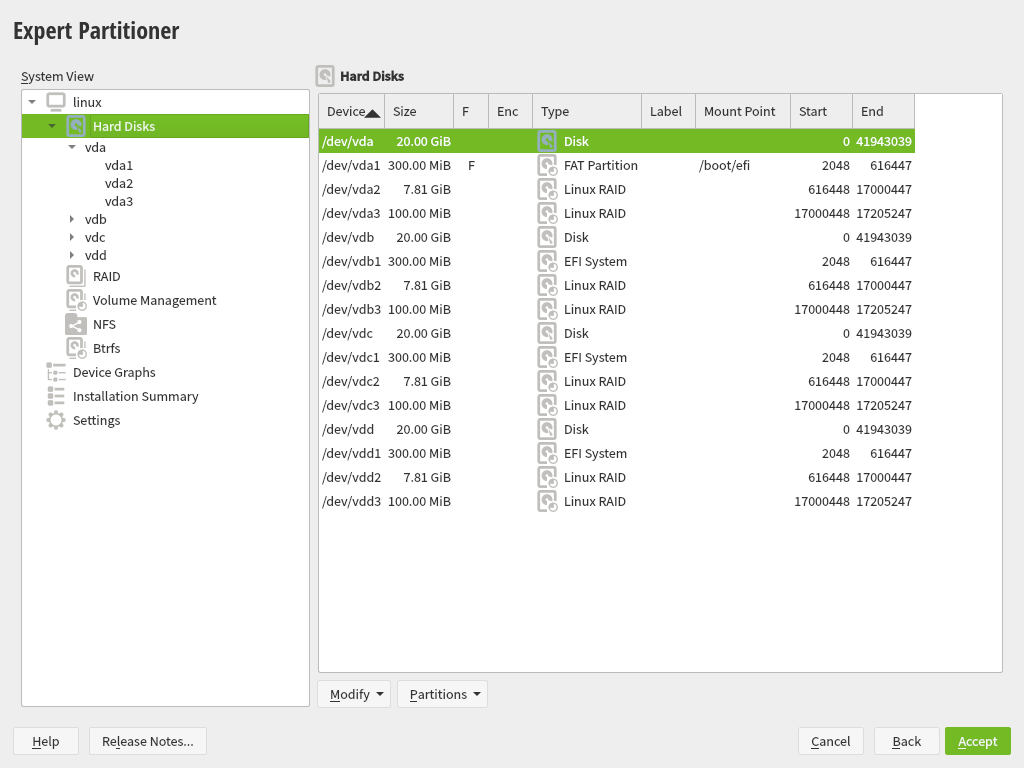 Expert Partitioner
System View
linux
Hard Disks
vda
vda1
vda2
vda3
vdb
vdc
vdd
RAID
Volume Management
NFS
Btrfs
Device Graphs
Installation Summary
Settings
Hard Disks
Device Size F Enc Type Label Mount Point Start End
/dev/vda 20.00 GiB Disk 0 41943039
/dev/vda1 300.00 MiB F FAT Partition /boot/efi 2048 616447
/dev/vda2 7.81 GiB Linux RAID 616448 17000447
/dev/vda3 100.00 MiB Linux RAID 17000448 17205247
/dev/vdb 20.00 GiB Disk 0 41943039
/dev/vdb1 300.00 MiB EFI System 2048 616447
/dev/vdb2 7.81 GiB Linux RAID 616448 17000447
/dev/vdb3 100.00 MiB Linux RAID 17000448 17205247
/dev/vdc 20.00 GiB Disk 0 41943039
/dev/vdc1 300.00 MiB EFI System 2048 616447
/dev/vdc2 7.81 GiB Linux RAID 616448 17000447
/dev/vdc3 100.00 MiB Linux RAID 17000448 17205247
/dev/vdd 20.00 GiB Disk 0 41943039
/dev/vdd1 300.00 MiB EFI System 2048 616447
/dev/vdd2 7.81 GiB Linux RAID 616448 17000447
/dev/vdd3 100.00 MiB Linux RAID 17000448 17205247
Modify Partitions
Help Release Notes... Cancel Back Accept